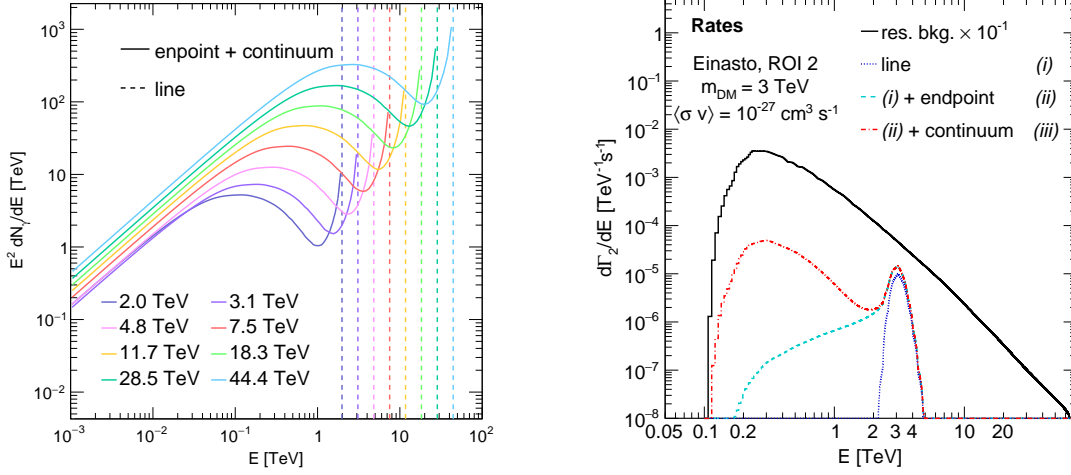 E² dNᵧ/dE [TeV]
10³
10²
10
1
10⁻¹
10⁻²
enpoint + continuum
line
2.0 TeV
3.1 TeV
4.8 TeV
7.5 TeV
11.7 TeV
18.3 TeV
28.5 TeV
44.4 TeV
10⁻³
10⁻²
10⁻¹
1
10
10²
E [TeV]
dΓ₂/dE [TeV⁻¹s⁻¹]
1
10⁻¹
10⁻²
10⁻³
10⁻⁴
10⁻⁵
10⁻⁶
10⁻⁷
10⁻⁸
Rates
Einasto, ROI 2
m_DM = 3 TeV
⟨σ v⟩ = 10⁻²⁷ cm³ s⁻¹
res. bkg. × 10⁻¹
line (i)
(i) + endpoint (ii)
(ii) + continuum (iii)
0.05
0.1
0.2
1
2
3
4
10
20
E [TeV]